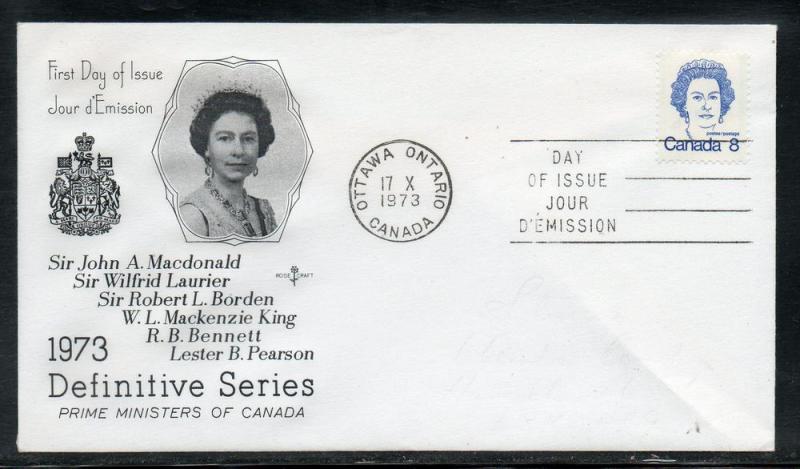 First Day of Issue
Jour d'Emission
Sir John A. Macdonald
Sir Wilfrid Laurier
Sir Robert L. Borden
W. L. Mackenzie King
R. B. Bennett
Lester B. Pearson
1973
Definitive Series
PRIME MINISTERS OF CANADA
ROSE CRAFT
OTTAWA ONTARIO
17 X
1973
CANADA
DAY
OF ISSUE
JOUR
D'ÉMISSION
postes/postage
Canada 8